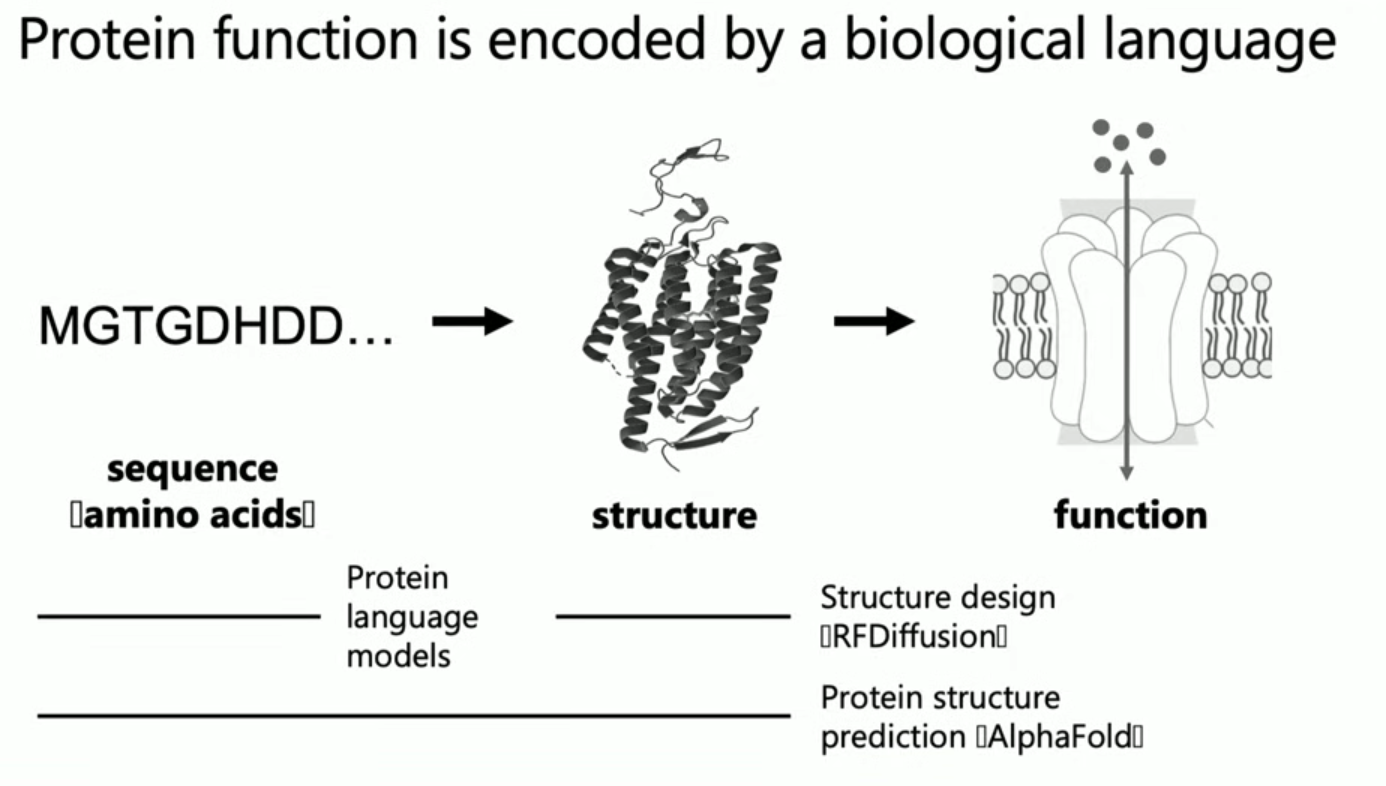 Protein function is encoded by a biological language
MGTGDHDD...
sequence
▯amino acids▯
structure
function
Protein
language
models
Structure design
▯RFDiffusion▯
Protein structure
prediction ▯AlphaFold▯